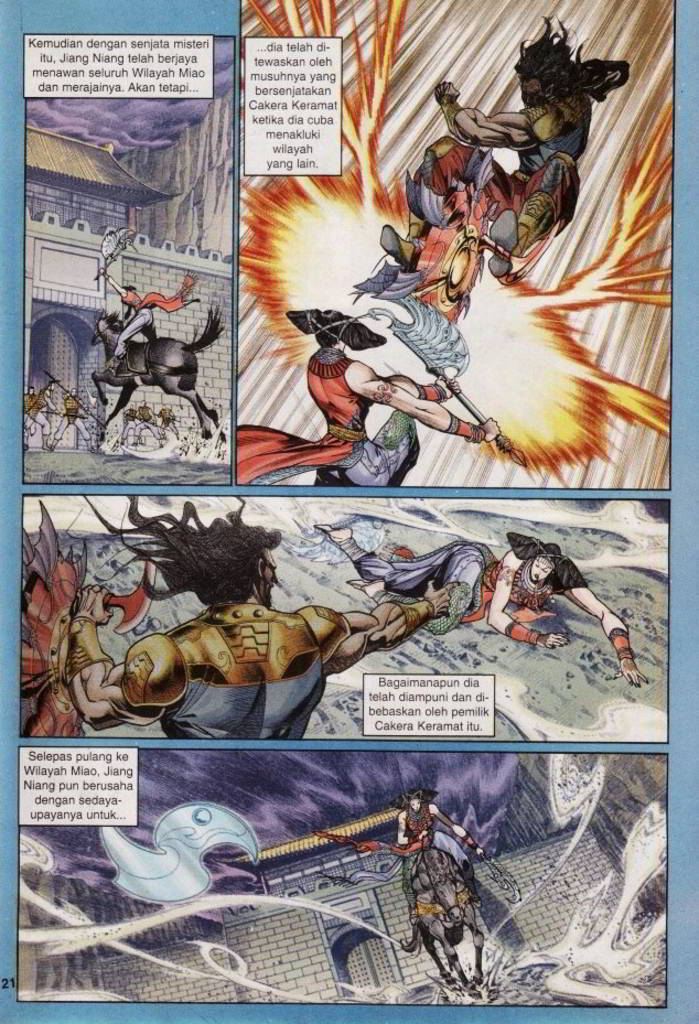 Kemudian dengan senjata misteri
itu, Jiang Niang telah berjaya
menawan seluruh Wilayah Miao
dan merajainya. Akan tetapi...
...dia telah di-
tewaskan oleh
musuhnya yang
bersenjatakan
Cakera Keramat
ketika dia cuba
menakluki
wilayah
yang lain.
Bagaimanapun dia
telah diampuni dan di-
bebaskan oleh pemilik
Cakera Keramat itu.
Selepas pulang ke
Wilayah Miao, Jiang
Niang pun berusaha
dengan sedaya-
upayanya untuk...
21